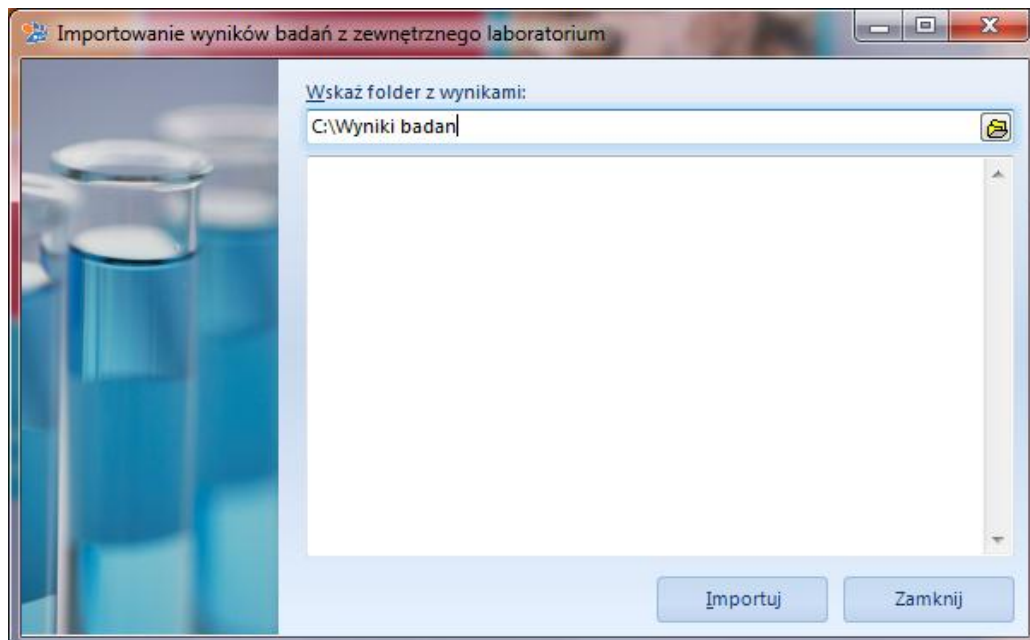 Importowanie wyników badań z zewnętrznego laboratorium
Wskaż folder z wynikami:
C:\Wyniki badan
Importuj
Zamknij